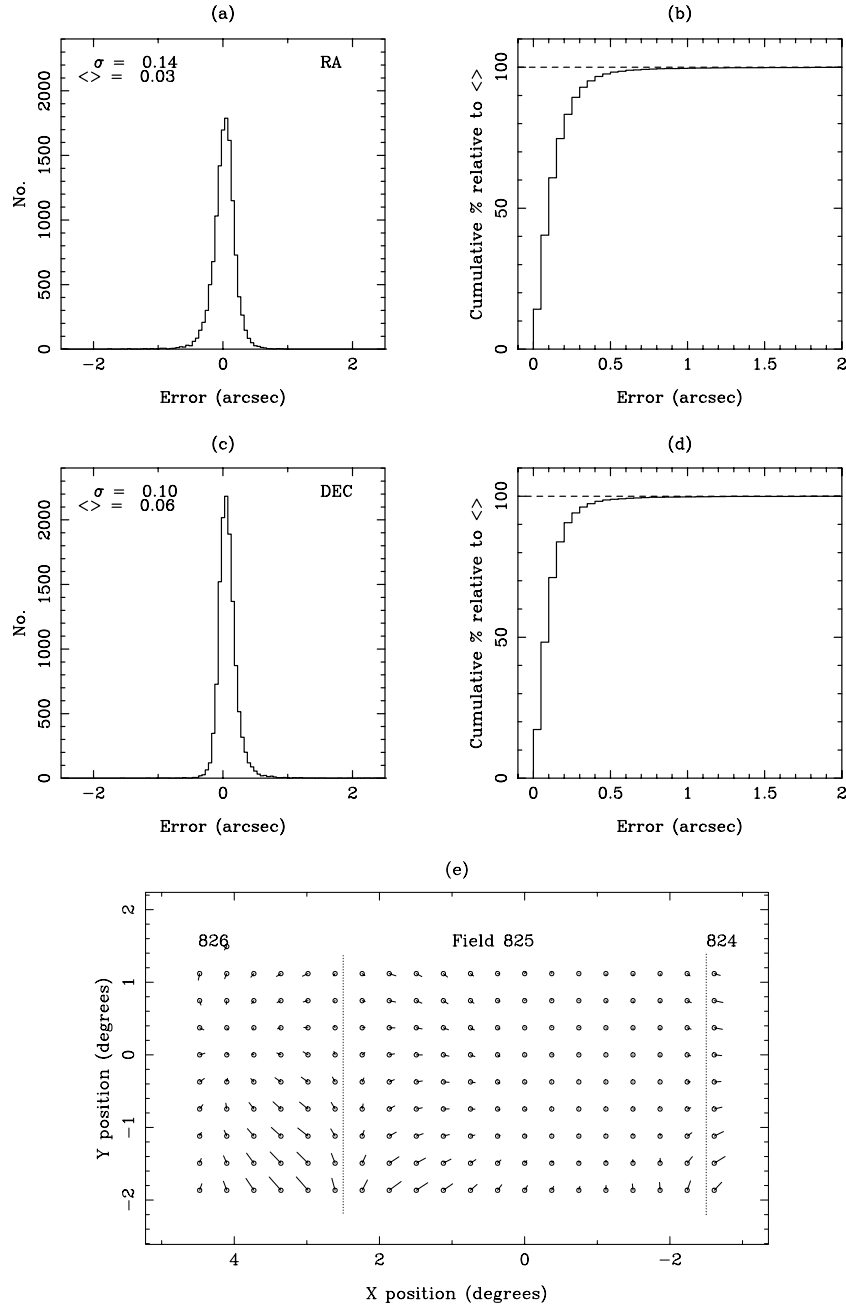 (a)
σ = 0.14
<> = 0.03
RA
No.
0
500
1000
1500
2000
−2
0
2
Error (arcsec)
(b)
Cumulative % relative to <>
0
50
100
0
0.5
1
1.5
2
Error (arcsec)
(c)
σ = 0.10
<> = 0.06
DEC
No.
0
500
1000
1500
2000
−2
0
2
Error (arcsec)
(d)
Cumulative % relative to <>
0
50
100
0
0.5
1
1.5
2
Error (arcsec)
(e)
826
Field 825
824
Y position (degrees)
2
1
0
−1
−2
4
2
0
−2
X position (degrees)